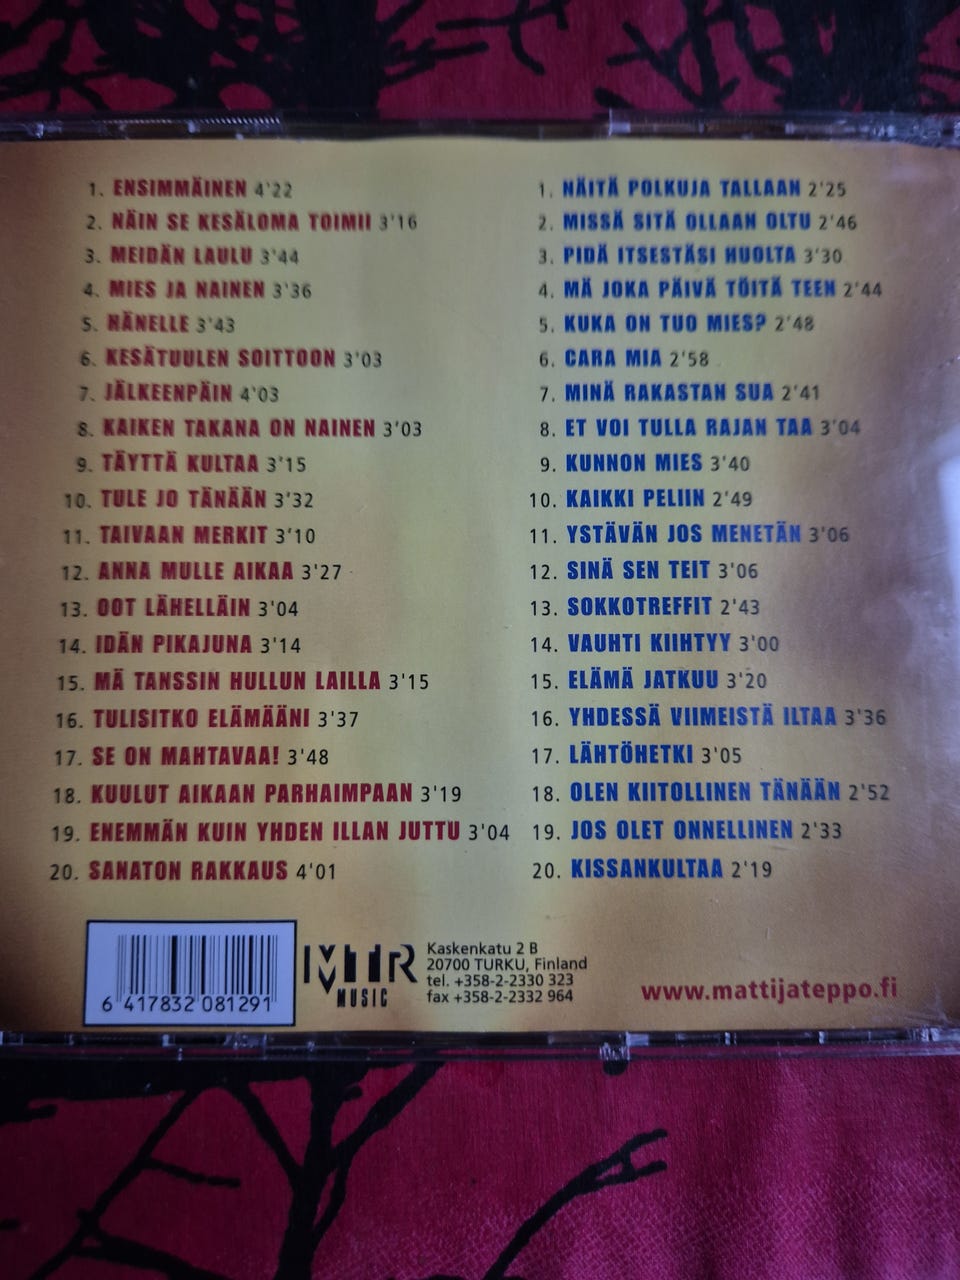 1. ENSIMMÄINEN 4'22
2. NÄIN SE KESÄLOMA TOIMII 3'16
3. MEIDÄN LAULU 3'44
4. MIES JA NAINEN 3'36
5. HÄNELLE 3'43
6. KESÄTUULEN SOITTOON 3'03
7. JÄLKEENPÄIN 4'03
8. KAIKEN TAKANA ON NAINEN 3'03
9. TÄYTTÄ KULTAA 3'15
10. TULE JO TÄNÄÄN 3'32
11. TAIVAAN MERKIT 3'10
12. ANNA MULLE AIKAA 3'27
13. OOT LÄHELLÄIN 3'04
14. IDÄN PIKAJUNA 3'14
15. MÄ TANSSIN HULLUN LAILLA 3'15
16. TULISITKO ELÄMÄÄNI 3'37
17. SE ON MAHTAVAA! 3'48
18. KUULUT AIKAAN PARHAIMPAAN 3'19
19. ENEMMÄN KUIN YHDEN ILLAN JUTTU 3'04
20. SANATON RAKKAUS 4'01
1. NÄITÄ POLKUJA TALLAAN 2'25
2. MISSÄ SITÄ OLLAAN OLTU 2'46
3. PIDÄ ITSESTÄSI HUOLTA 3'30
4. MÄ JOKA PÄIVÄ TÖITÄ TEEN 2'44
5. KUKA ON TUO MIES? 2'48
6. CARA MIA 2'58
7. MINÄ RAKASTAN SUA 2'41
8. ET VOI TULLA RAJAN TAA 3'04
9. KUNNON MIES 3'40
10. KAIKKI PELIIN 2'49
11. YSTÄVÄN JOS MENETÄN 3'06
12. SINÄ SEN TEIT 3'06
13. SOKKOTREFFIT 2'43
14. VAUHTI KIIHTYY 3'00
15. ELÄMÄ JATKUU 3'20
16. YHDESSÄ VIIMEISTÄ ILTAA 3'36
17. LÄHTÖHETKI 3'05
18. OLEN KIITOLLINEN TÄNÄÄN 2'52
19. JOS OLET ONNELLINEN 2'33
20. KISSANKULTAA 2'19
6 417832 081291
MTR
MUSIC
Kaskenkatu 2 B
20700 TURKU, Finland
tel. +358-2-2330 323
fax +358-2-2332 964
www.mattijateppo.fi